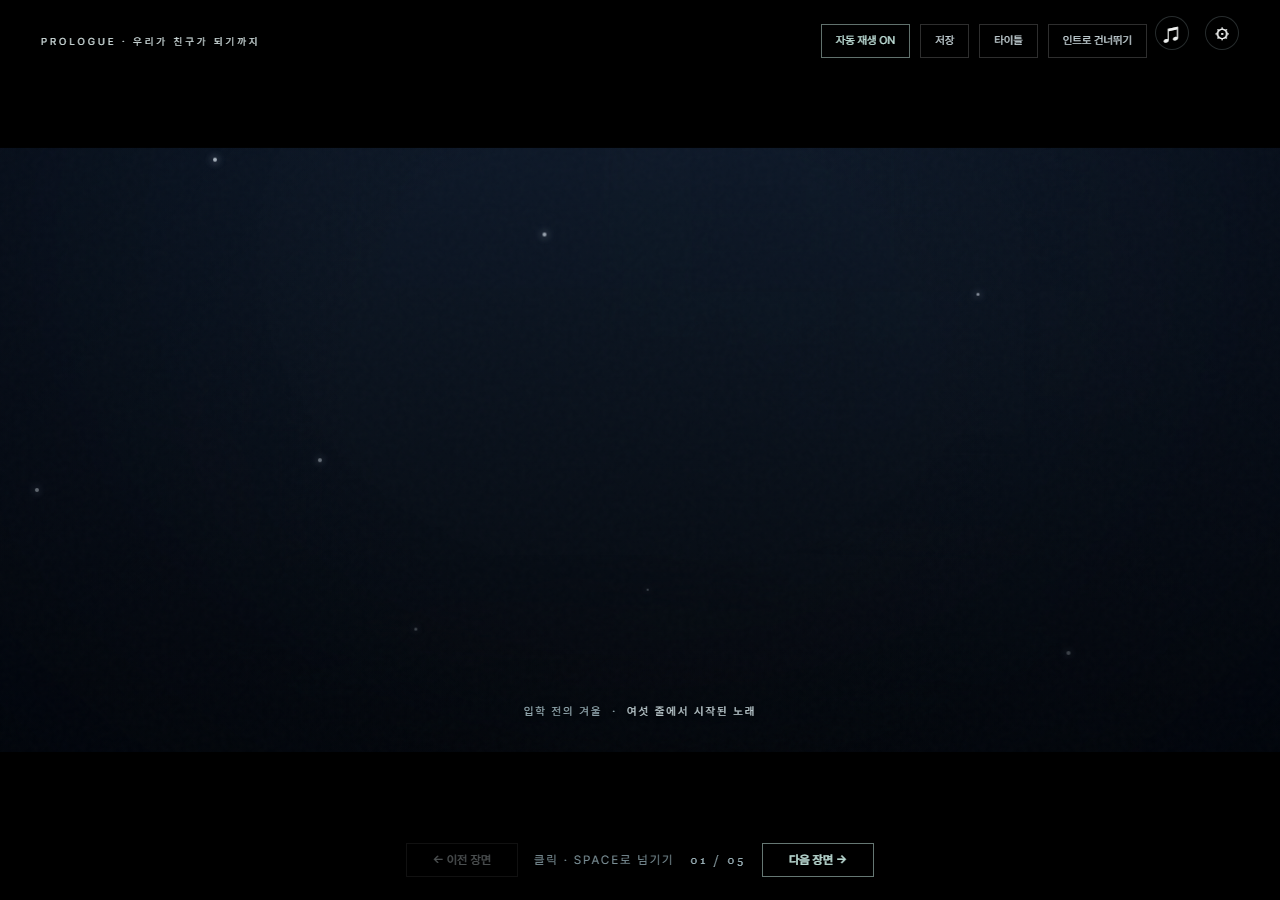 PROLOGUE · 우리가 친구가 되기까지
자동 재생 ON
저장
타이틀
인트로 건너뛰기
입학 전의 겨울 · 여섯 줄에서 시작된 노래
← 이전 장면
클릭 · SPACE로 넘기기
01 / 05
다음 장면 →